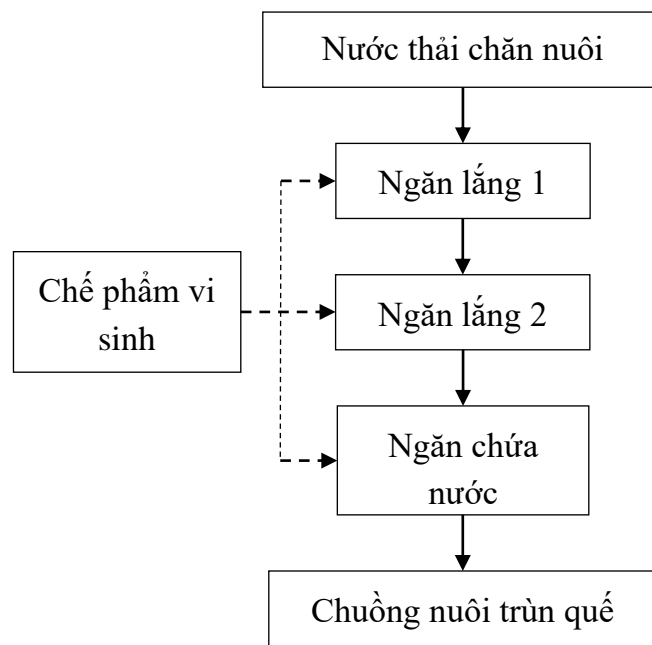 Nước thải chăn nuôi
Ngăn lắng 1
Chế phẩm vi
sinh
Ngăn lắng 2
Ngăn chứa
nước
Chuồng nuôi trùn quế